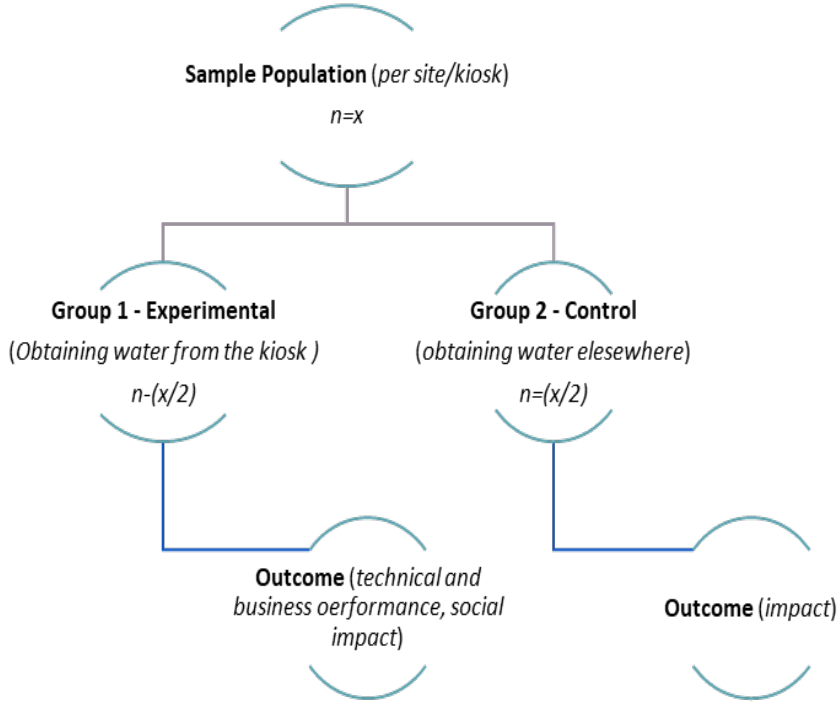 Sample Population (per site/kiosk)
n=x
Group 1 - Experimental
(Obtaining water from the kiosk )
n-(x/2)
Group 2 - Control
(obtaining water elesewhere)
n=(x/2)
Outcome (technical and
business oerformance, social
impact)
Outcome (impact)